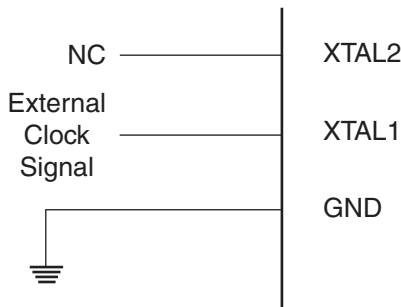 NC
XTAL2
External
Clock
Signal
XTAL1
GND